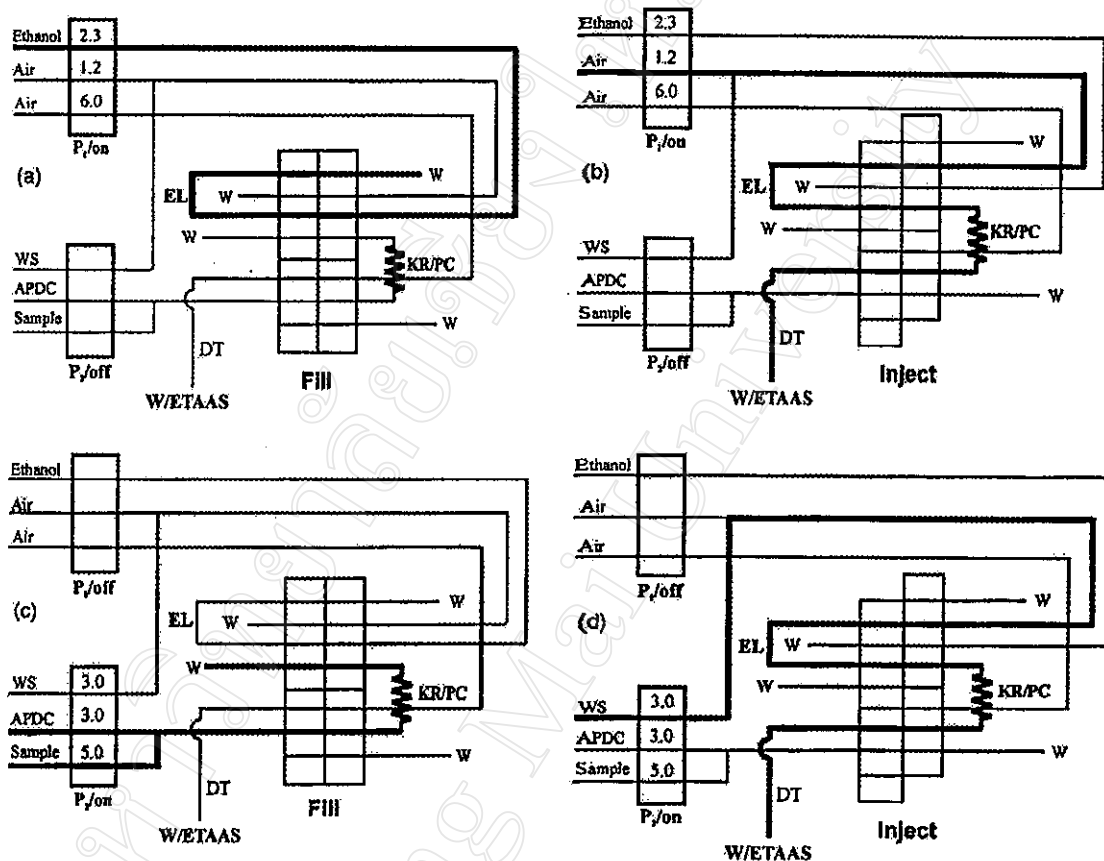 Ethanol 2.3
Air 1.2
Air 6.0
P₁/on
(a)
W
EL W
W
KR/PC
WS
APDC
Sample
W
DT
P₂/off
Fill
W/ETAAS
Ethanol 2.3
Air 1.2
Air 6.0
P₁/on
(b)
W
EL W
W
KR/PC
WS
APDC
Sample
W
DT
P₂/off
Inject
W/ETAAS
Ethanol
Air
Air
P₁/off
(c)
W
EL W
W
KR/PC
WS 3.0
APDC 3.0
Sample 5.0
W
DT
P₂/on
Fill
W/ETAAS
Ethanol
Air
Air
P₁/off
(d)
W
EL W
W
KR/PC
WS 3.0
APDC 3.0
Sample 5.0
W
DT
P₂/on
Inject
W/ETAAS
Mai University